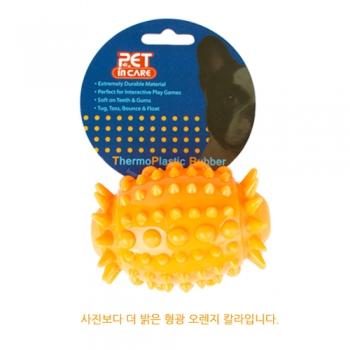 PET
IN CARE
• Extremely Durable Material
• Perfect for Interactive Play Games
• Soft on Teeth & Gums
• Tug, Toss, Bounce & Float
ThermoPlastic Rubber
사진보다 더 밝은 형광 오렌지 칼라입니다.